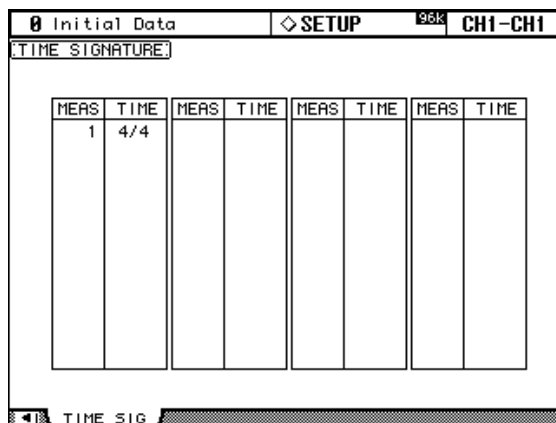 0 Initial Data ◇SETUP 96k CH1-CH1
TIME SIGNATURE
MEAS TIME MEAS TIME MEAS TIME MEAS TIME
1 4/4
TIME SIG